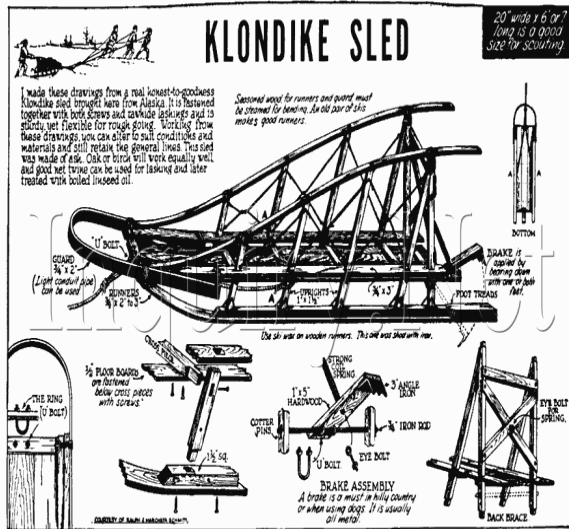 KLONDIKE SLED
20" wide x 6' or 7'
long is a good
size for scouting.
I made these drawings from a real honest-to-goodness
Klondike sled brought here from Alaska. It is fastened
together with both screws and rawhide lashings and is
sturdy, yet flexible for rough going. Working from
these drawings, you can alter to suit conditions and
materials and still retain the general lines. This sled
was made of ash. Oak or birch will work equally well
and good net twine can be used for lashing and later
treated with boiled linseed oil.
Seasoned wood for runners and guard must
be steamed for bending. An old pair of skis
makes good runners.
BOTTOM
A
A
"U" BOLT
GUARD
3/4" x 2"
(Light conduit pipe
can be used
RUNNERS
3/4" x 2" to 3"
UPRIGHTS
1" x 1 1/2"
3/4" x 3"
BRAKE is
applied by
bearing down
with one or both
feet.
FOOT TREADS
Use ski wax on wooden runners. This one was shod with iron.
CROSS PIECE
1/2" FLOOR BOARDS
are fastened
below cross pieces
with screws.
1 1/2" sq.
THE RING
("U" BOLT)
STRONG
SPRING
1" x 5"
HARDWOOD
3" ANGLE
IRON
COTTER
PINS
3/4" IRON ROD
"U" BOLT
EYE BOLT
BRAKE ASSEMBLY
A brake is a must in hilly country
or when using dogs. It is usually
all metal.
EYE BOLT
FOR
SPRING.
BACK BRACE
COURTESY OF RALPH & MARGHER SCHMITT